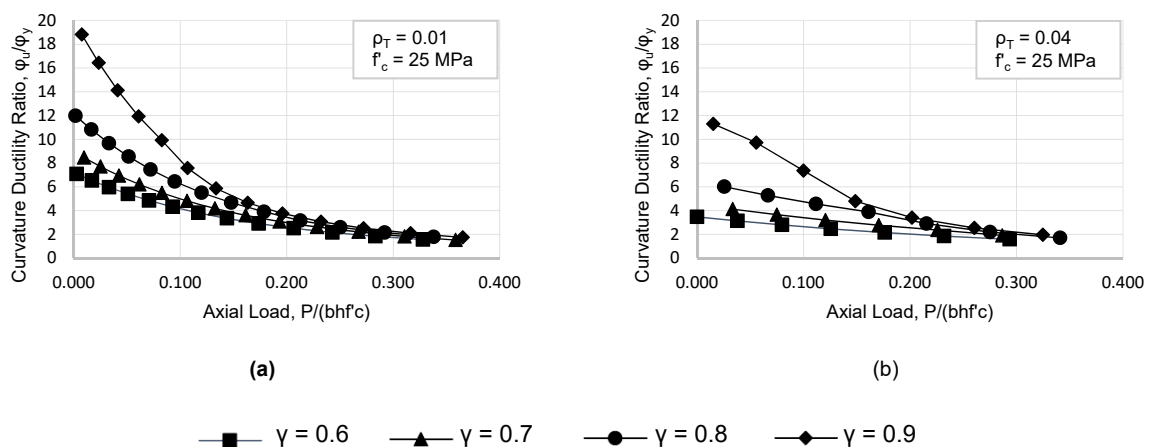 Curvature Ductility Ratio, φu/φy
20
18
16
14
12
10
8
6
4
2
0
ρT = 0.01
f'c = 25 MPa
0.000 0.100 0.200 0.300 0.400
Axial Load, P/(bhf'c)
(a)
Curvature Ductility Ratio, φu/φy
20
18
16
14
12
10
8
6
4
2
0
ρT = 0.04
f'c = 25 MPa
0.000 0.100 0.200 0.300 0.400
Axial Load, P/(bhf'c)
(b)
γ = 0.6 γ = 0.7 γ = 0.8 γ = 0.9